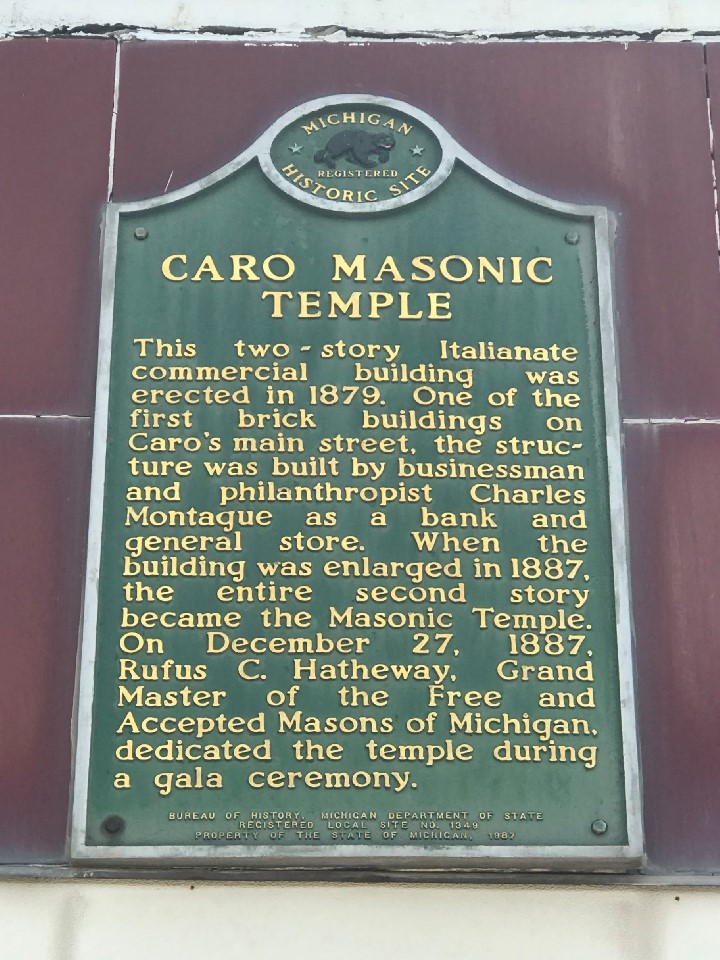 MICHIGAN
REGISTERED
HISTORIC SITE
CARO MASONIC
TEMPLE
This two-story Italianate
commercial building was
erected in 1879. One of the
first brick buildings on
Caro's main street, the struc-
ture was built by businessman
and philanthropist Charles
Montague as a bank and
general store. When the
building was enlarged in 1887,
the entire second story
became the Masonic Temple.
On December 27, 1887,
Rufus C. Hatheway, Grand
Master of the Free and
Accepted Masons of Michigan,
dedicated the temple during
a gala ceremony.
BUREAU OF HISTORY, MICHIGAN DEPARTMENT OF STATE
REGISTERED LOCAL SITE NO. 1349
PROPERTY OF THE STATE OF MICHIGAN, 1987